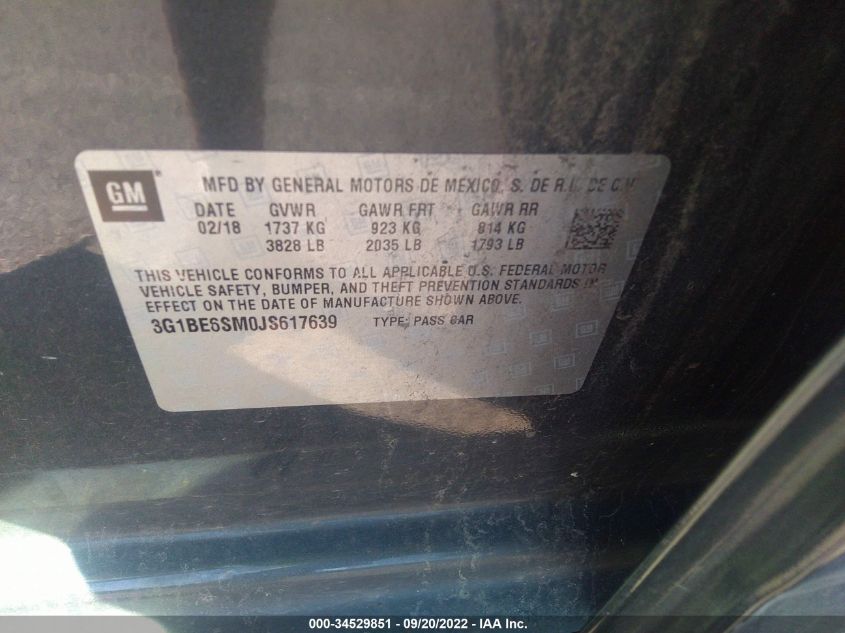 GM
MFD BY GENERAL MOTORS DE MEXICO, S. DE R.L. DE C.V.
DATE GVWR GAWR FRT GAWR RR
02/18 1737 KG 923 KG 814 KG
3828 LB 2035 LB 1793 LB
THIS VEHICLE CONFORMS TO ALL APPLICABLE U.S. FEDERAL MOTOR
VEHICLE SAFETY, BUMPER, AND THEFT PREVENTION STANDARDS IN
EFFECT ON THE DATE OF MANUFACTURE SHOWN ABOVE.
3G1BE6SM0JS617639 TYPE: PASS CAR
000-34529851 - 09/20/2022 - IAA Inc.